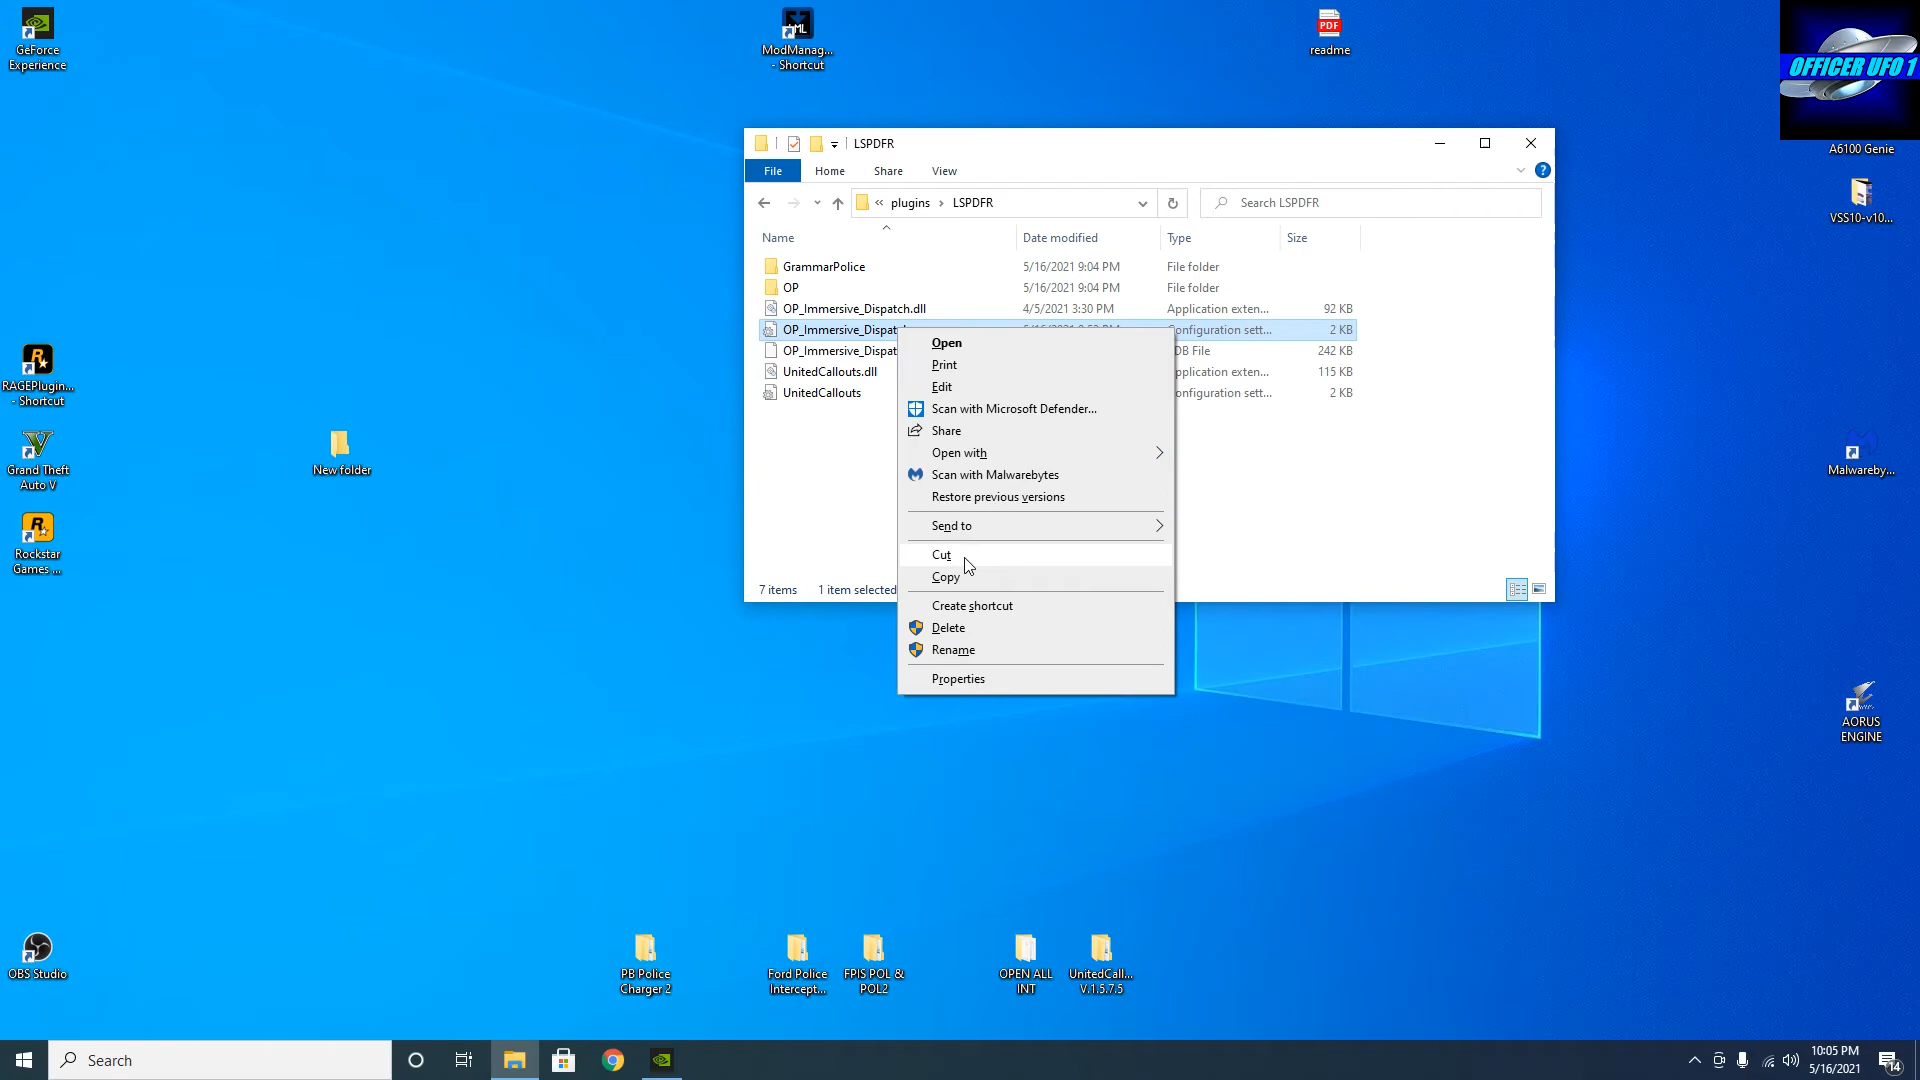 GeForce
Experience
ModManag...
- Shortcut
readme
OFFICER UFO 1
A6100 Genie
VSS10-v10...
LSPDFR
File
Home
Share
View
plugins
LSPDFR
Search LSPDFR
Name
Date modified
Type
Size
GrammarPolice
5/16/2021 9:04 PM
File folder
OP
5/16/2021 9:04 PM
File folder
OP_Immersive_Dispatch.dll
4/5/2021 3:30 PM
Application exten...
92 KB
OP_Immersive_Dispatch
Configuration sett...
2 KB
OP_Immersive_Dispat
DB File
242 KB
UnitedCallouts.dll
pplication exten...
115 KB
UnitedCallouts
onfiguration sett...
2 KB
7 items
1 item selected
Open
Print
Edit
Scan with Microsoft Defender...
Share
Open with
Scan with Malwarebytes
Restore previous versions
Send to
Cut
Copy
Create shortcut
Delete
Rename
Properties
RAGEPlugin...
- Shortcut
Grand Theft
Auto V
Rockstar
Games ...
New folder
Malwareby...
AORUS
ENGINE
OBS Studio
PB Police
Charger 2
Ford Police
Intercept...
FPIS POL &
POL2
OPEN ALL
INT
UnitedCall...
V.1.5.7.5
Search
10:05 PM
5/16/2021
14
PDF
ML